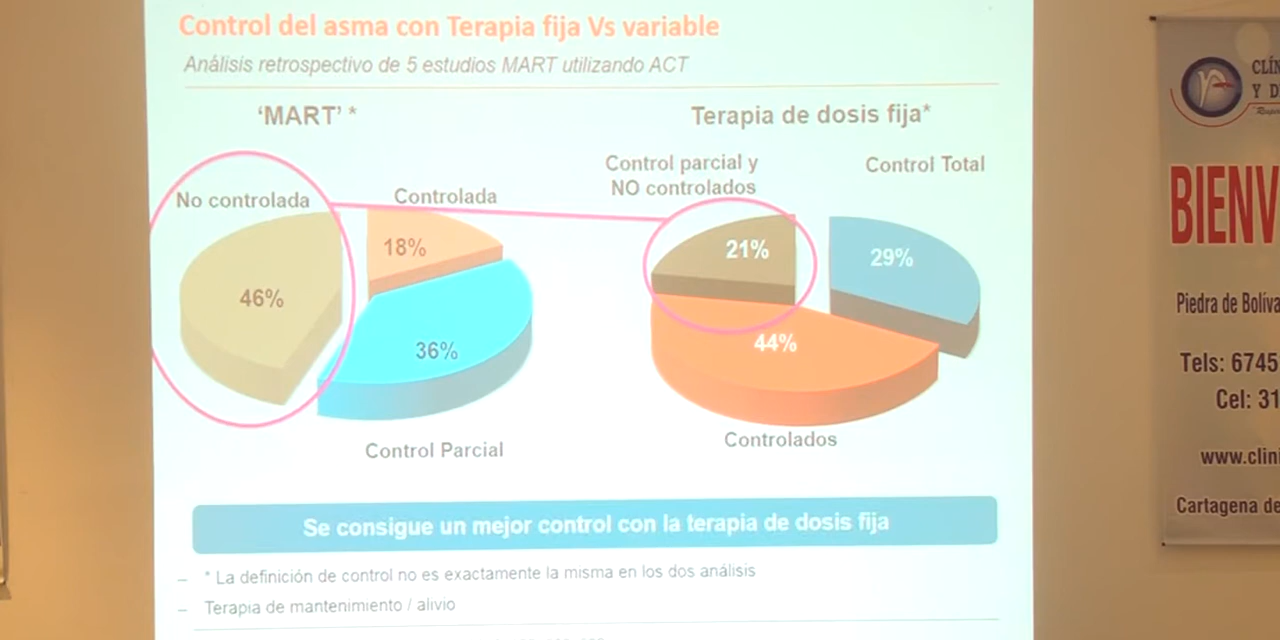 Control del asma con Terapia fija Vs variable
Análisis retrospectivo de 5 estudios MART utilizando ACT
‘MART’ *
Terapia de dosis fija*
No controlada
Controlada
46%
18%
36%
Control Parcial
Control parcial y
NO controlados
Control Total
21%
29%
44%
Controlados
Se consigue un mejor control con la terapia de dosis fija
– * La definición de control no es exactamente la misma en los dos análisis
– Terapia de mantenimiento / alivio
CLÍN
Y D
BIENV
Piedra de Bolíva
Tels: 6745
Cel: 31
www.clini
Cartagena de